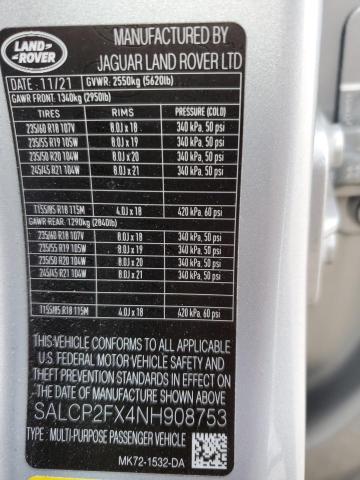 LAND
ROVER
MANUFACTURED BY
JAGUAR LAND ROVER LTD
DATE : 11/21 GVWR: 2550kg (5620lb)
GAWR FRONT: 1340kg (2950lb)
TYRES RIMS PRESSURE (COLD)
235/60 R18 107V 8.0J x 18 340 kPa, 50 psi
235/55 R19 105W 8.0J x 19 340 kPa, 50 psi
235/50 R20 104W 8.0J x 20 340 kPa, 50 psi
245/45 R21 104W 8.0J x 21 340 kPa, 50 psi
T155/85 R18 115M 4.0J x 18 420 kPa, 60 psi
GAWR REAR: 1290kg (2840lb)
235/60 R18 107V 8.0J x 18 340 kPa, 50 psi
235/55 R19 105W 8.0J x 19 340 kPa, 50 psi
235/50 R20 104W 8.0J x 20 340 kPa, 50 psi
245/45 R21 104W 8.0J x 21 340 kPa, 50 psi
T155/85 R18 115M 4.0J x 18 420 kPa, 60 psi
THIS VEHICLE CONFORMS TO ALL APPLICABLE
U.S. FEDERAL MOTOR VEHICLE SAFETY AND
THEFT PREVENTION STANDARDS IN EFFECT ON
THE DATE OF MANUFACTURE SHOWN ABOVE.
SALCP2FX4NH908753
TYPE : MULTI-PURPOSE PASSENGER VEHICLE
MK72-1532-DA